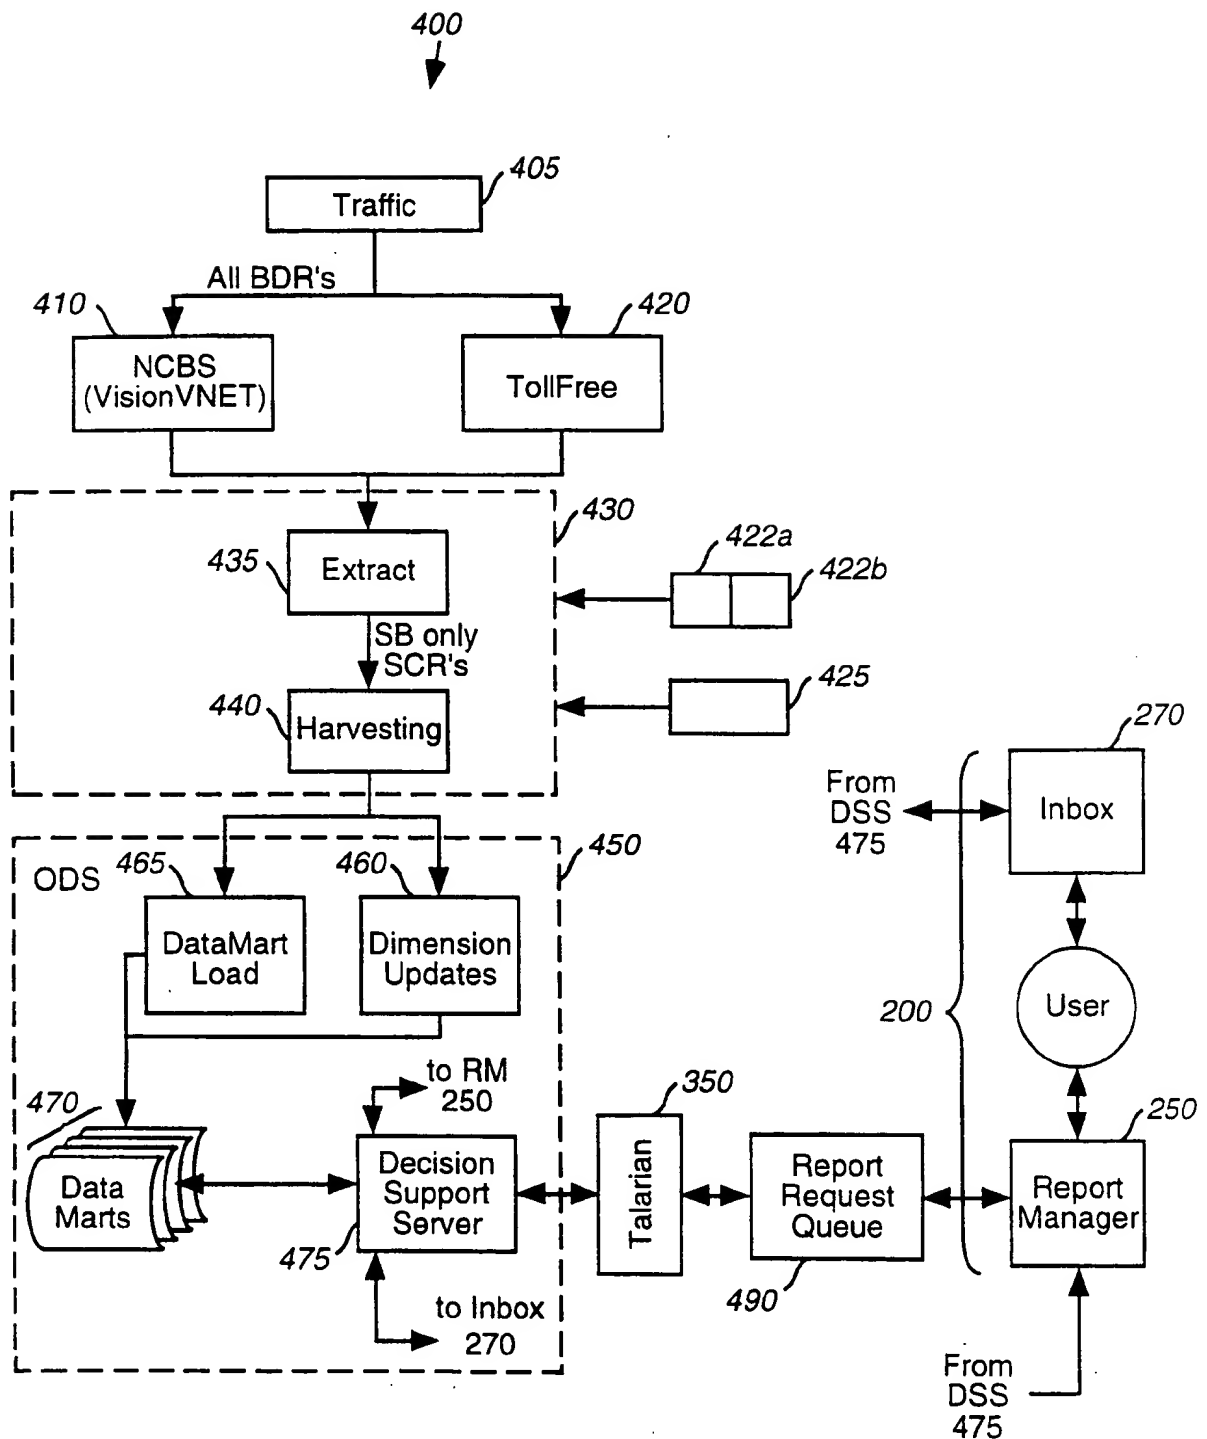 400
405
Traffic
All BDR's
410
420
NCBS
(VisionVNET)
TollFree
430
435
Extract
422a
422b
SB only
SCR's
425
440
Harvesting
270
From
DSS
475
Inbox
450
ODS
465
460
DataMart
Load
Dimension
Updates
200
User
to RM
250
350
250
470
Data
Marts
Decision
Support
Server
475
Talarian
Report
Request
Queue
490
Report
Manager
to Inbox
270
From
DSS
475